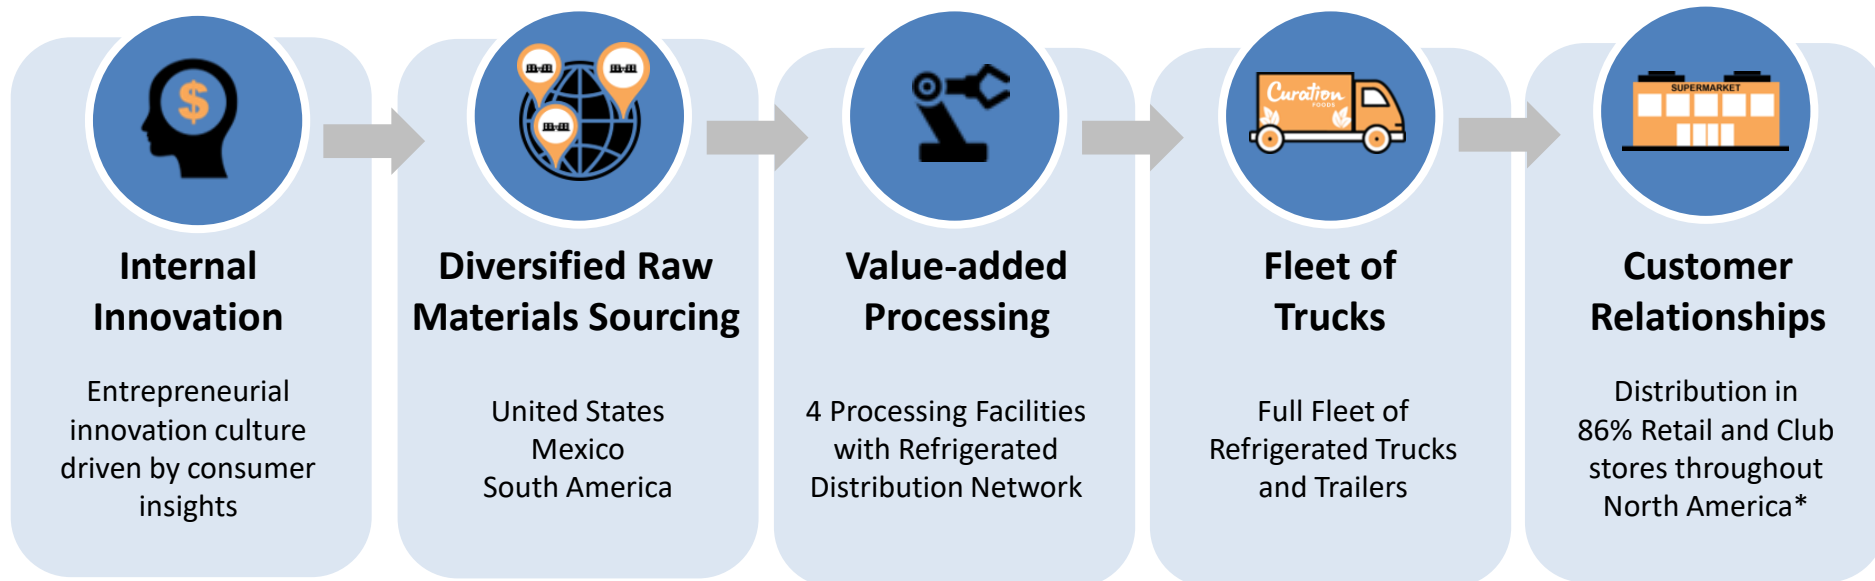 $
Curation
FOODS
SUPERMARKET
Internal
Innovation
Entrepreneurial
innovation culture
driven by consumer
insights
Diversified Raw
Materials Sourcing
United States
Mexico
South America
Value-added
Processing
4 Processing Facilities
with Refrigerated
Distribution Network
Fleet of
Trucks
Full Fleet of
Refrigerated Trucks
and Trailers
Customer
Relationships
Distribution in
86% Retail and Club
stores throughout
North America*